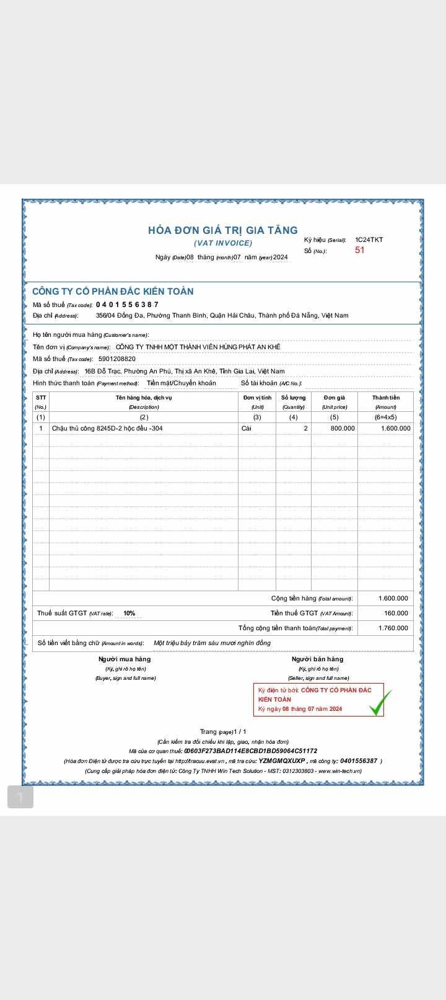 HÓA ĐƠN GIÁ TRỊ GIA TĂNG
(VAT INVOICE)
Ngày (Date)08 tháng (month)07 năm (year)2024
Ký hiệu (Serial): 1C24TKT
Số (No.): 51
CÔNG TY CỔ PHẦN ĐẮC KIẾN TOÀN
Mã số thuế (Tax code): 0401556387
Địa chỉ (Address): 356/04 Đống Đa, Phường Thanh Bình, Quận Hải Châu, Thành phố Đà Nẵng, Việt Nam
Họ tên người mua hàng (Customer's name):
Tên đơn vị (Company's name): CÔNG TY TNHH MỘT THÀNH VIÊN HÙNG PHÁT AN KHÊ
Mã số thuế (Tax code): 5901208820
Địa chỉ (Address): 16B Đỗ Trạc, Phường An Phú, Thị xã An Khê, Tỉnh Gia Lai, Việt Nam
Hình thức thanh toán (Payment method): Tiền mặt/Chuyển khoản Số tài khoản (A/C No.):
STT Tên hàng hóa, dịch vụ Đơn vị tính Số lượng Đơn giá Thành tiền
(No.) (Description) (Unit) (Quantity) (Unit price) (Amount)
(1) (2) (3) (4) (5) (6=4x5)
1 Chậu thủ công 8245D-2 hộc đều -304 Cái 2 800.000 1.600.000
Cộng tiền hàng (Total amount): 1.600.000
Thuế suất GTGT (VAT rate): 10% Tiền thuế GTGT (VAT Amount): 160.000
Tổng cộng tiền thanh toán(Total payment): 1.760.000
Số tiền viết bằng chữ (Amount in words): Một triệu bảy trăm sáu mươi nghìn đồng
Người mua hàng Người bán hàng
(Ký, ghi rõ họ tên) (Ký, ghi rõ họ tên)
(Buyer, sign and full name) (Seller, sign and full name)
Ký điện tử bởi: CÔNG TY CỔ PHẦN ĐẮC
KIẾN TOÀN
Ký ngày 08 tháng 07 năm 2024
Trang (page)1 / 1
(Cần kiểm tra đối chiếu khi lập, giao, nhận hóa đơn)
Mã của cơ quan thuế: 00603F273BAD114E8CBD1BD59064C51172
(Hóa đơn Điện tử được tra cứu trực tuyến tại http://tracuu.evat.vn , mã tra cứu: YZMGMQXUXP , mã công ty: 0401556387 )
(Cung cấp giải pháp hóa đơn điện tử: Công Ty TNHH Win Tech Solution - MST: 0312303803 - www.win-tech.vn)
1